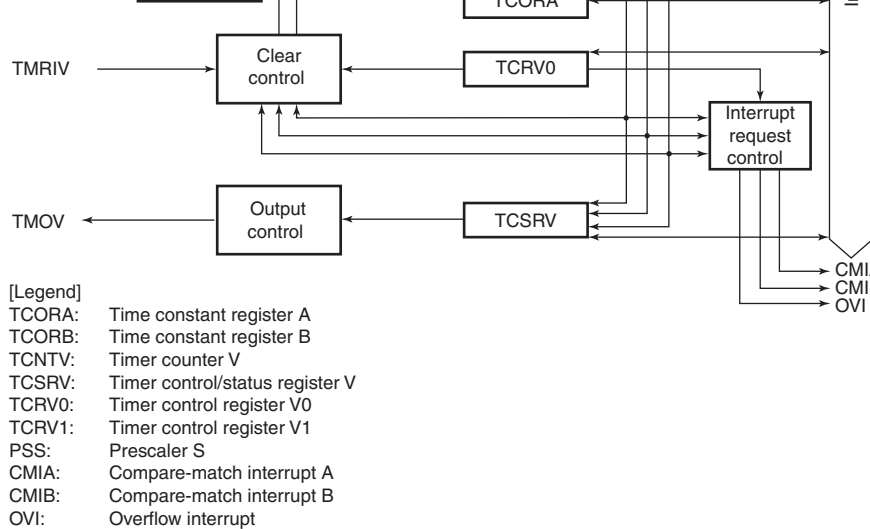 TCORA
TMRIV
Clear
control
TCRV0
Interrupt
request
control
TMOV
Output
control
TCSRV
OVI
[Legend]
TCORA: Time constant register A
TCORB: Time constant register B
TCNTV: Timer counter V
TCSRV: Timer control/status register V
TCRV0: Timer control register V0
TCRV1: Timer control register V1
PSS: Prescaler S
CMIA: Compare-match interrupt A
CMIB: Compare-match interrupt B
OVI: Overflow interrupt